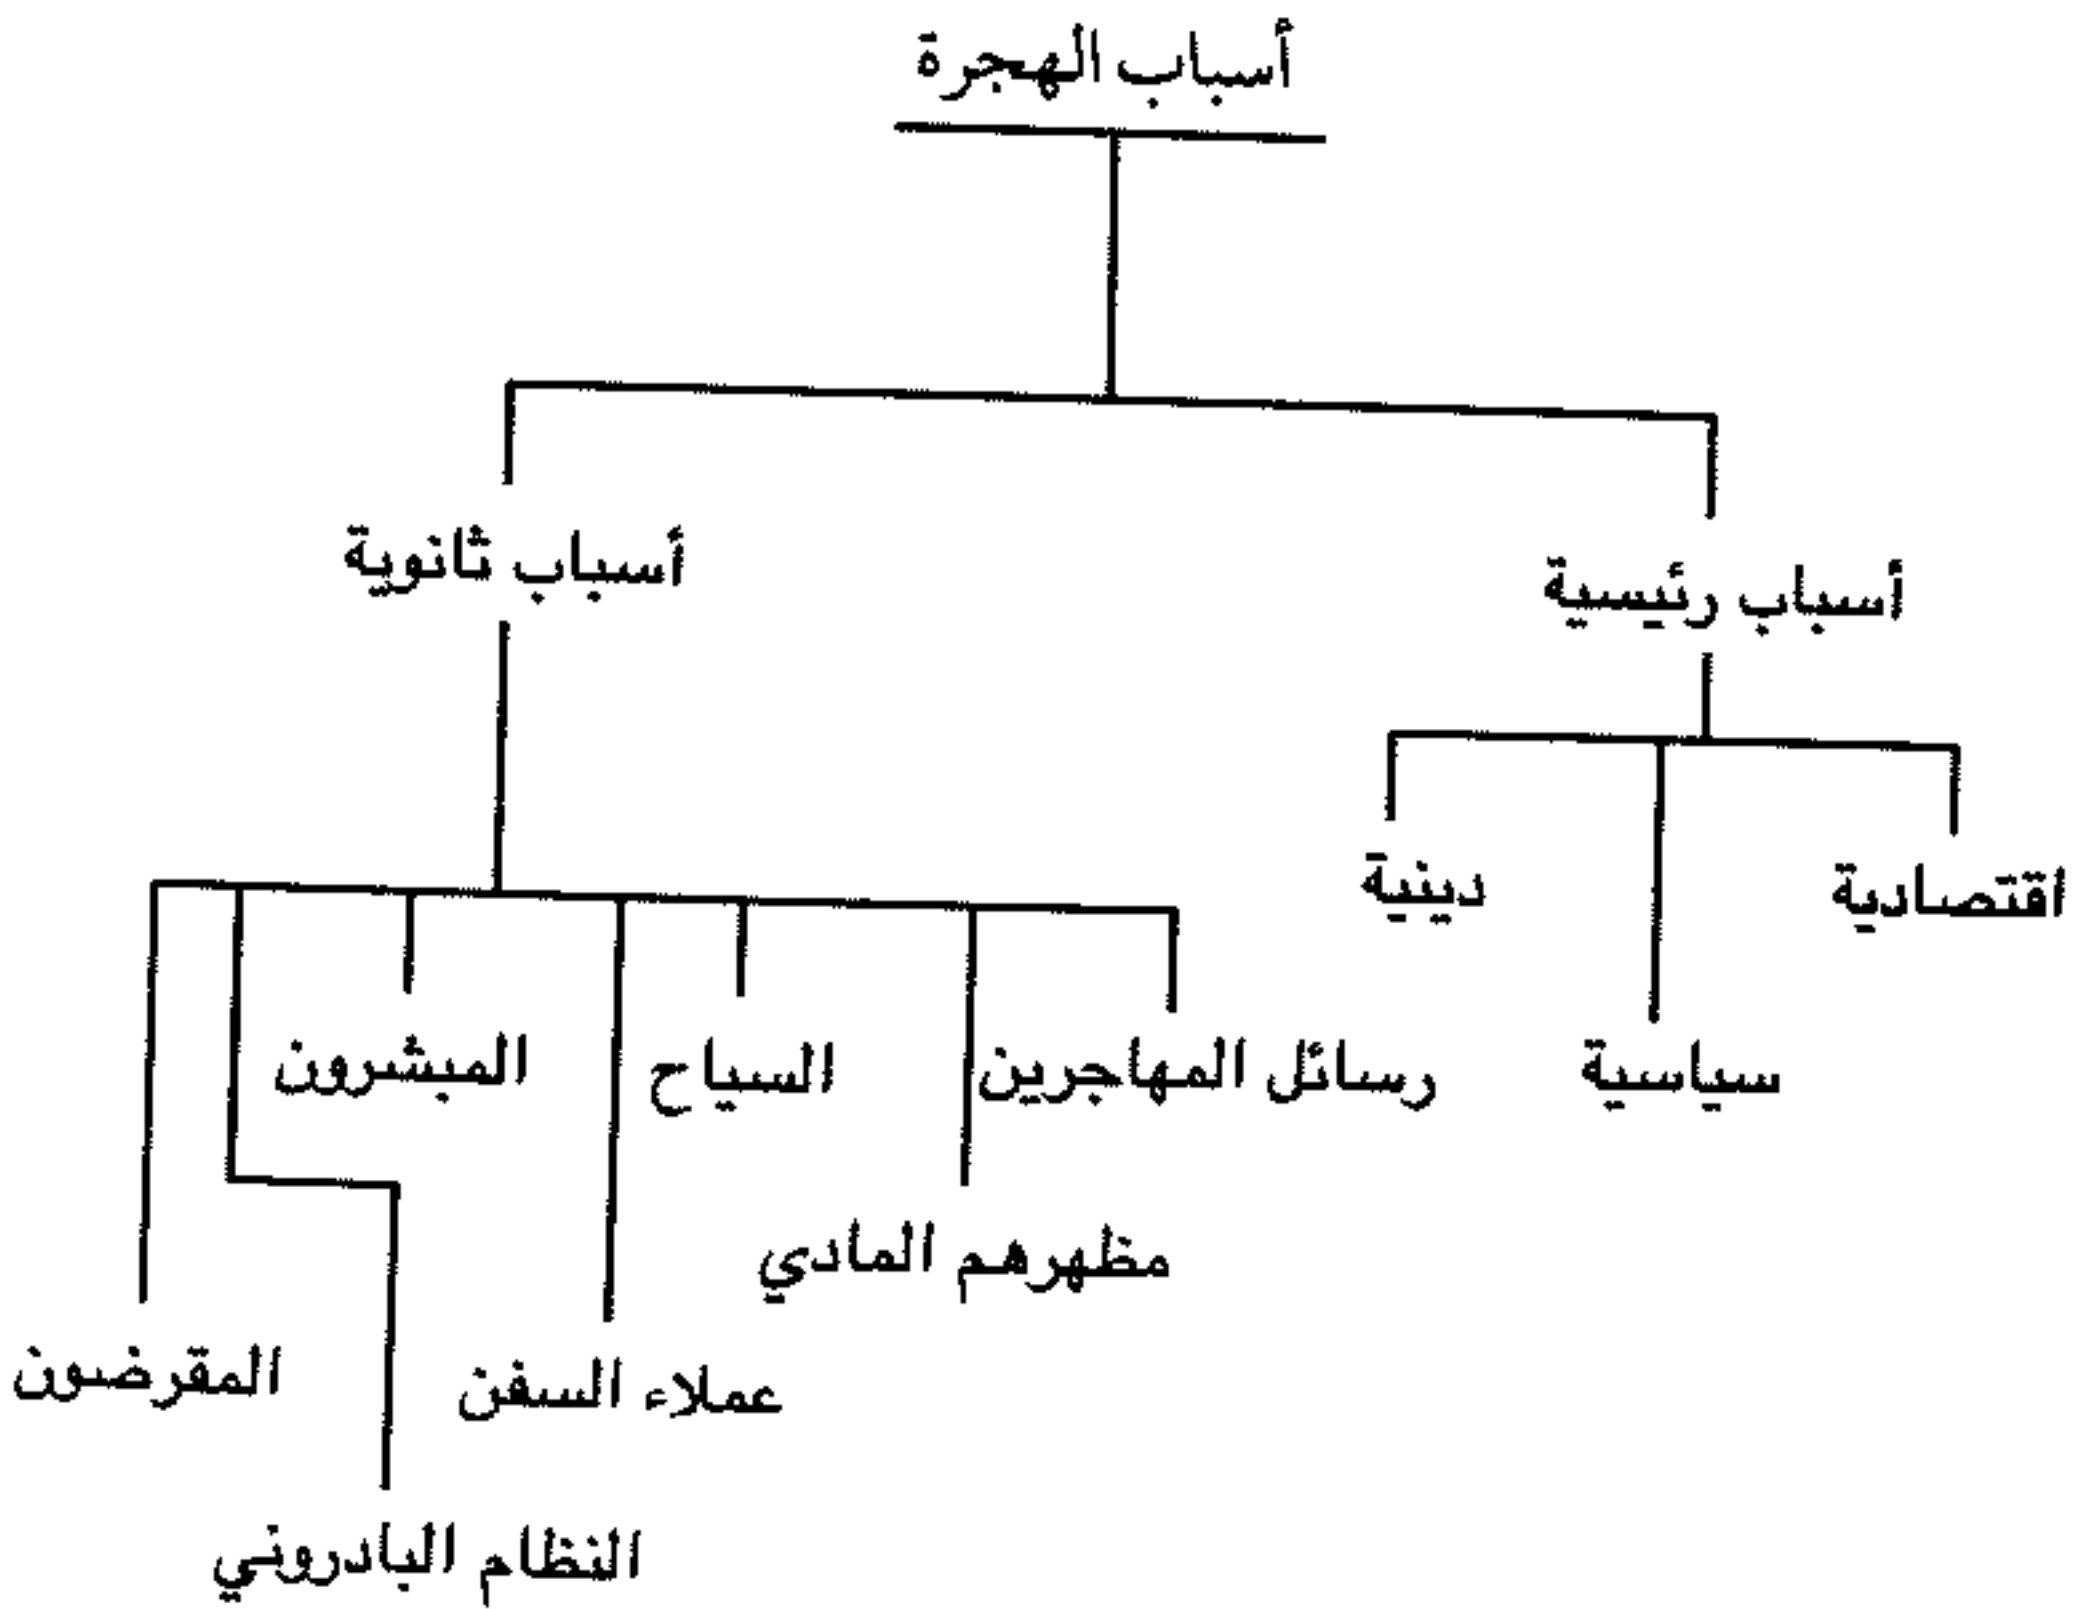 أسباب الهجرة
أسباب رئيسية
أسباب ثانوية
اقتصادية
سياسية
دينية
رسائل المهاجرين
مظهرهم المادي
السياح
عملاء السفن
المبشرون
النظام البادروني
المقرضون